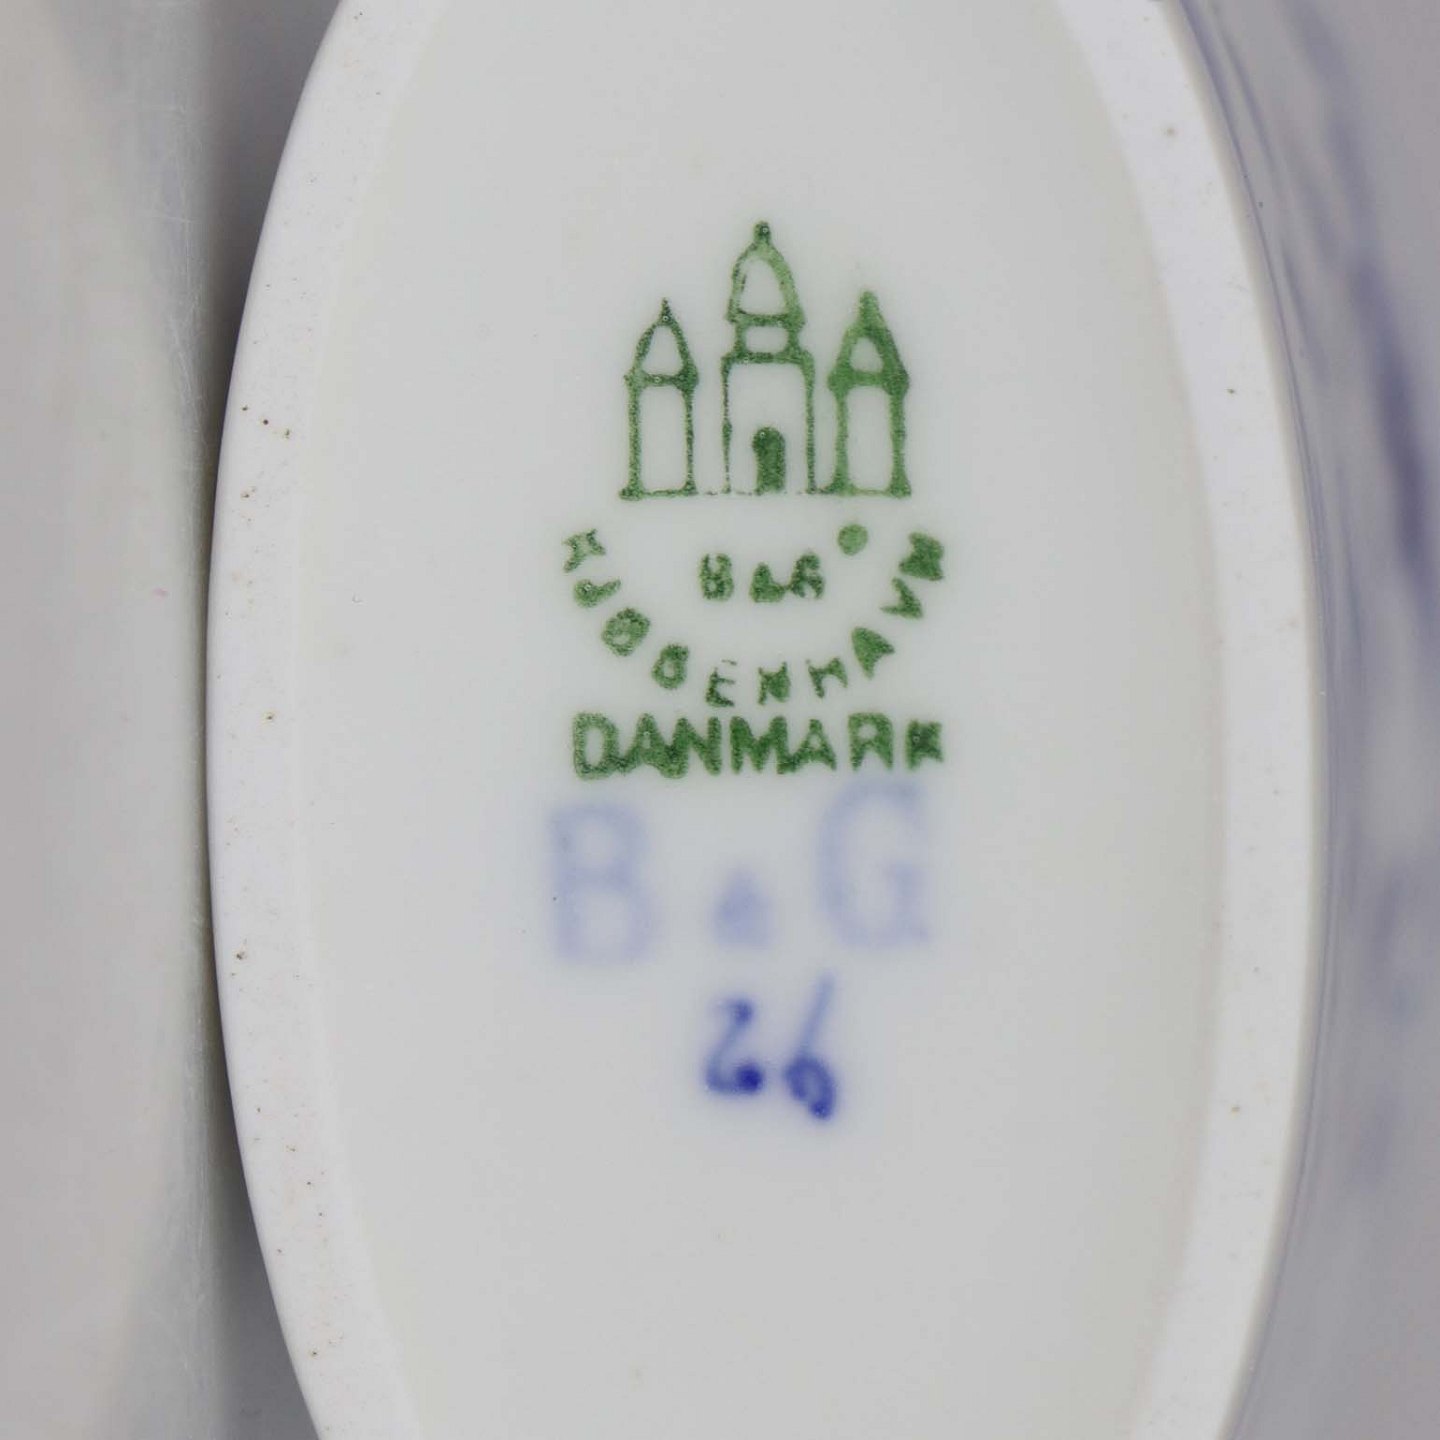 B&G
KJØBENHAVN
DANMARK
B & G
26